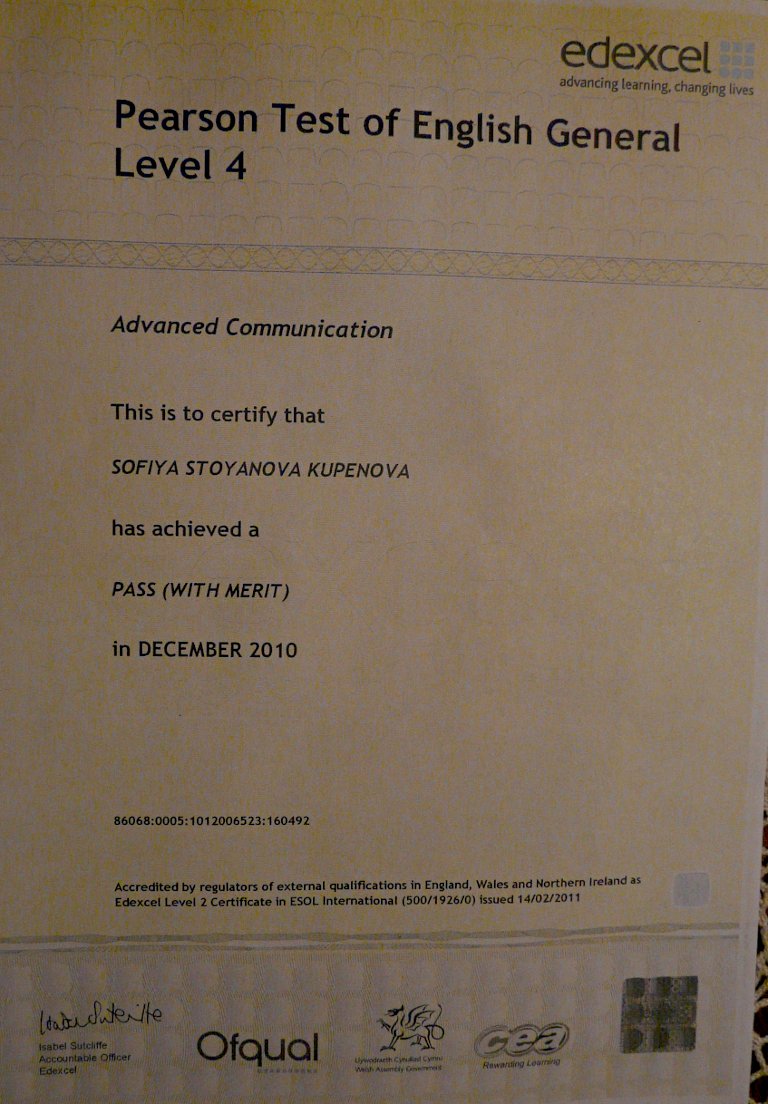 edexcel
advancing learning, changing lives
Pearson Test of English General
Level 4
Advanced Communication
This is to certify that
SOFIYA STOYANOVA KUPENOVA
has achieved a
PASS (WITH MERIT)
in DECEMBER 2010
86068:0005:1012006523:160492
Accredited by regulators of external qualifications in England, Wales and Northern Ireland as
Edexcel Level 2 Certificate in ESOL International (500/1926/0) issued 14/02/2011
Isabel Sutcliffe
Accountable Officer
Edexcel
Ofqual
Llywodraeth Cynulliad Cymru
Welsh Assembly Government
cea
Rewarding Learning